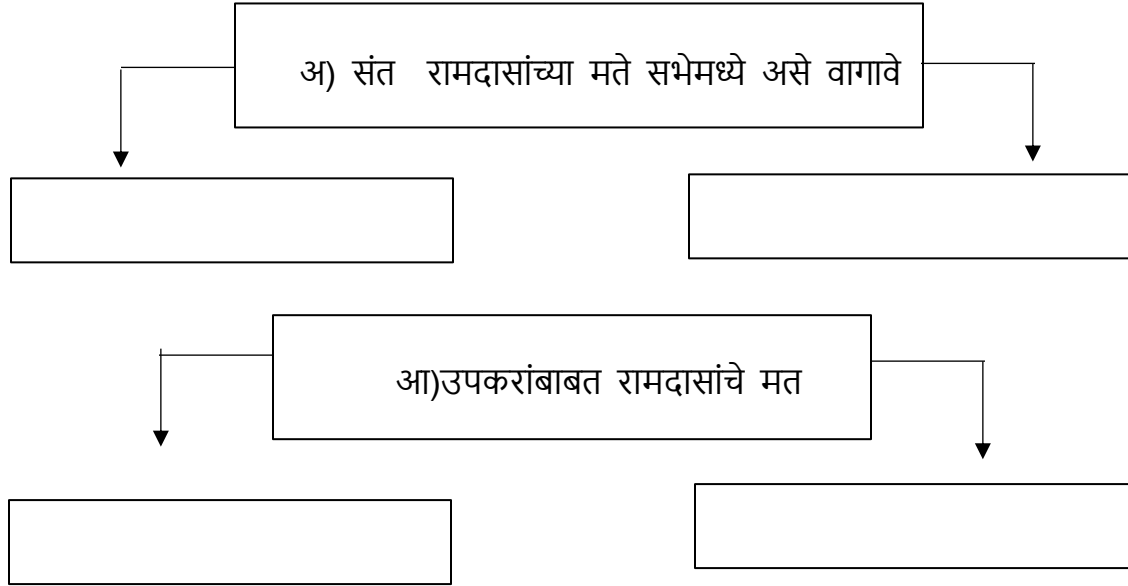 अ) संत रामदासांच्या मते सभेमध्ये असे वागावे
आ)उपकरांबाबत रामदासांचे मत